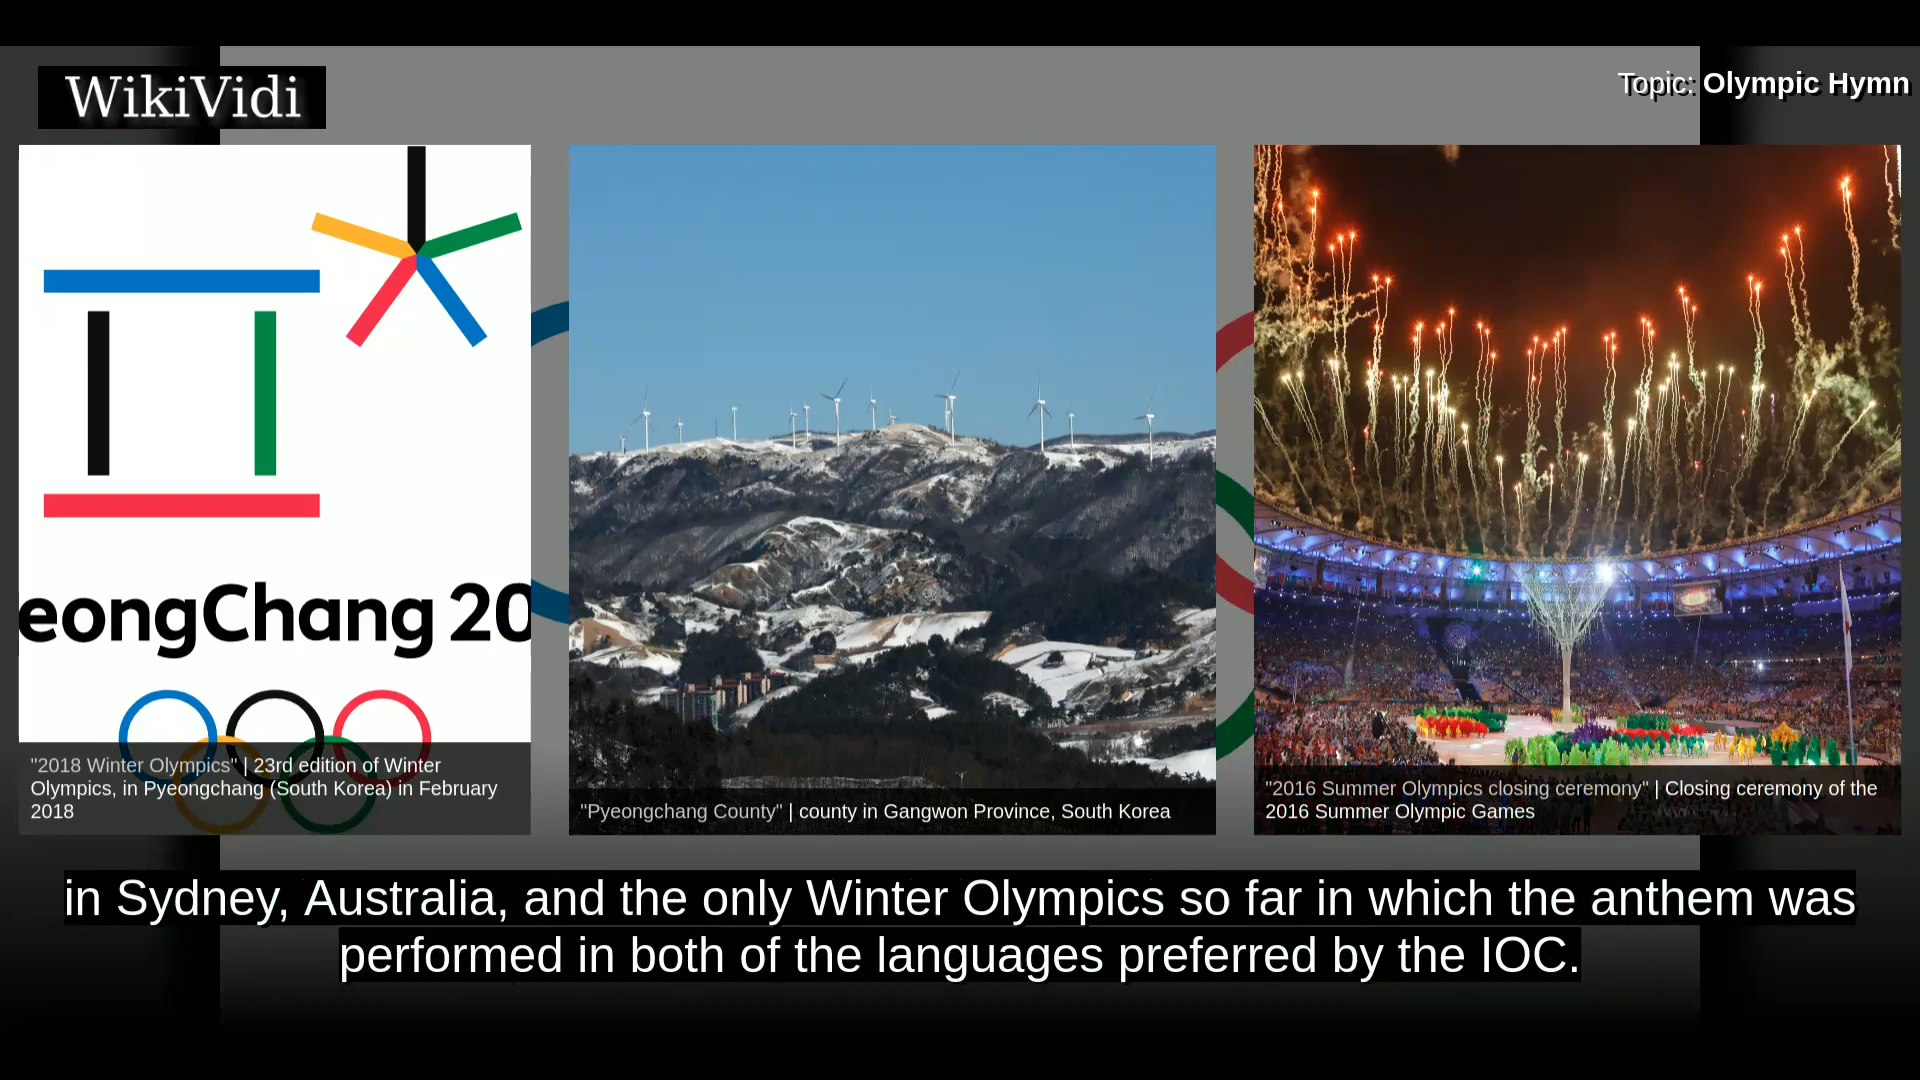 WikiVidi
Topic: Olympic Hymn
eongChang 20
"2018 Winter Olympics" | 23rd edition of Winter
Olympics, in Pyeongchang (South Korea) in February
2018
"Pyeongchang County" | county in Gangwon Province, South Korea
"2016 Summer Olympics closing ceremony" | Closing ceremony of the
2016 Summer Olympic Games
in Sydney, Australia, and the only Winter Olympics so far in which the anthem was
performed in both of the languages preferred by the IOC.